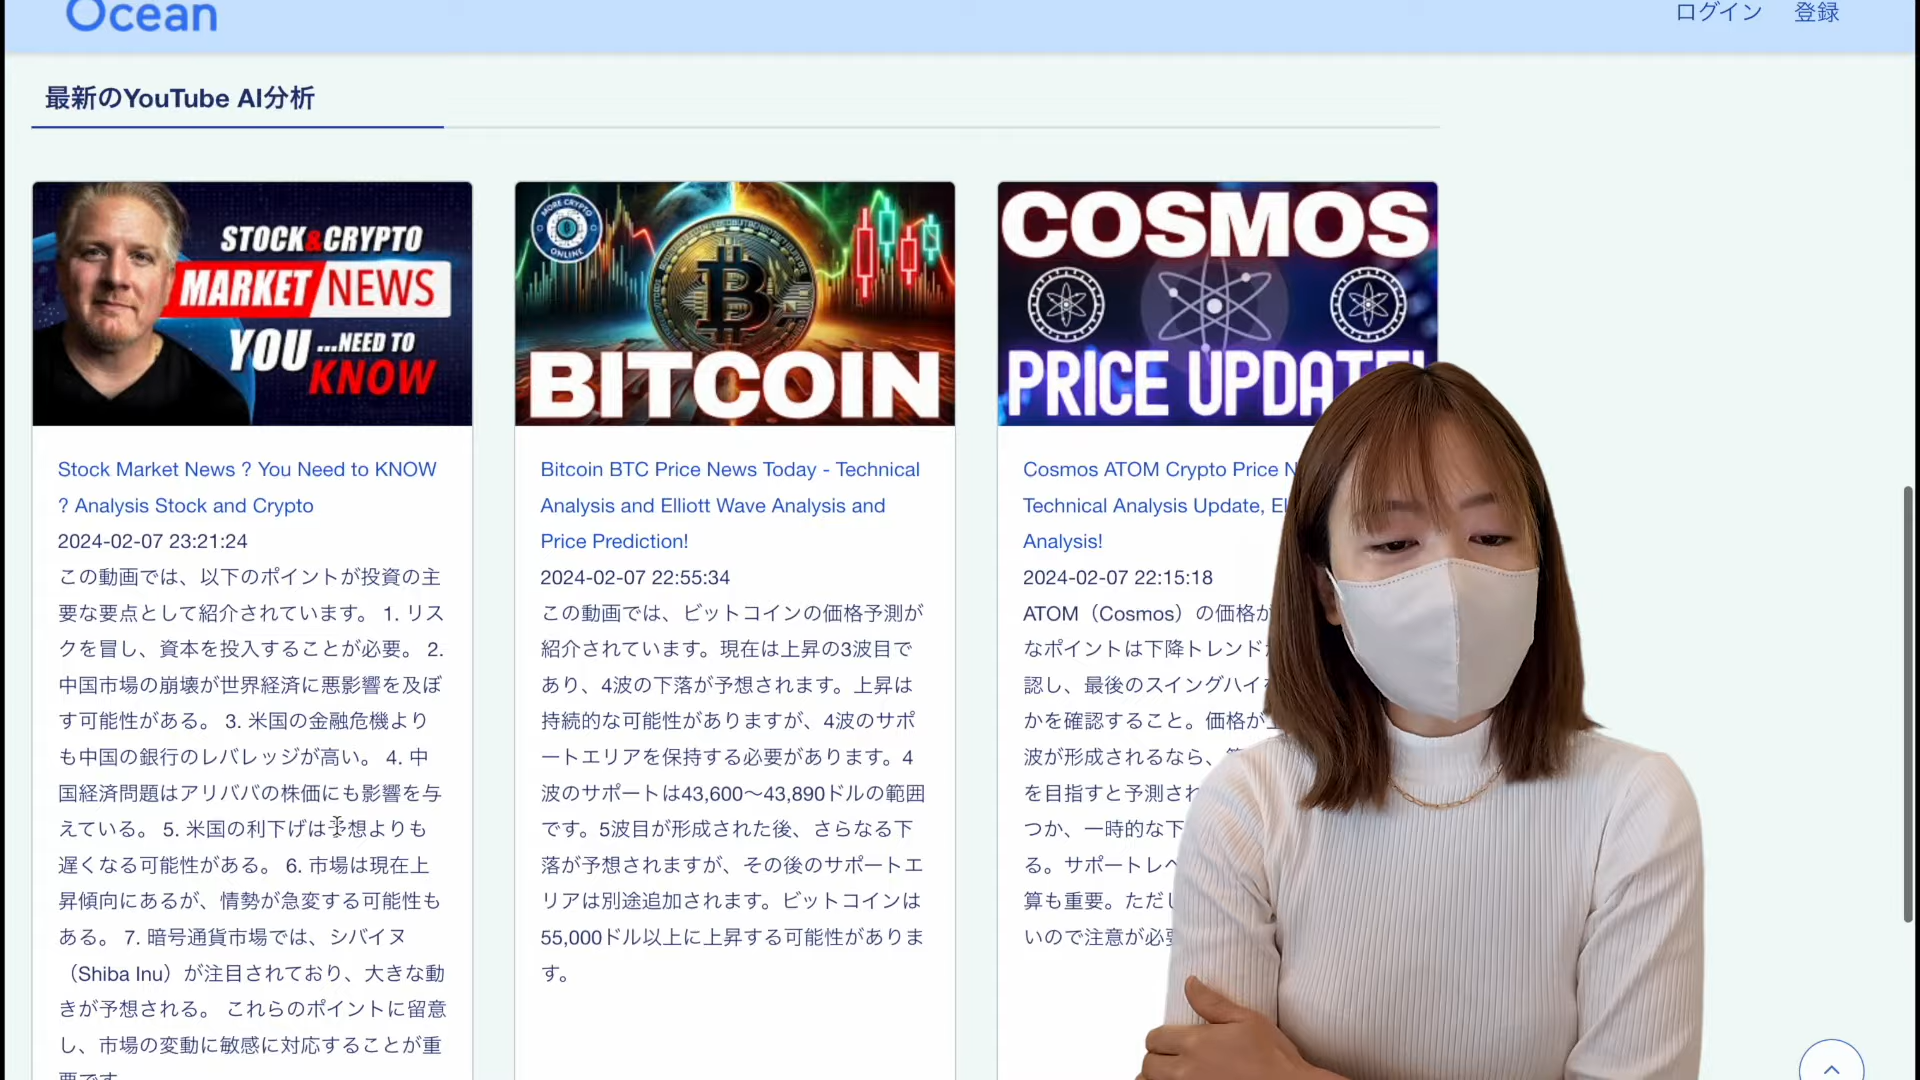 Ocean
ログイン 登録
最新のYouTube AI分析
STOCK&CRYPTO
MARKET NEWS
YOU ...NEED TO
KNOW
Stock Market News ? You Need to KNOW
? Analysis Stock and Crypto
2024-02-07 23:21:24
この動画では、以下のポイントが投資の主
要な要点として紹介されています。 1. リス
クを冒し、資本を投入することが必要。 2.
中国市場の崩壊が世界経済に悪影響を及ぼ
す可能性がある。 3. 米国の金融危機より
も中国の銀行のレバレッジが高い。 4. 中
国経済問題はアリババの株価にも影響を与
えている。 5. 米国の利下げは予想よりも
遅くなる可能性がある。 6. 市場は現在上
昇傾向にあるが、情勢が急変する可能性も
ある。 7. 暗号通貨市場では、シバイヌ
（Shiba Inu）が注目されており、大きな動
きが予想される。 これらのポイントに留意
し、市場の変動に敏感に対応することが重
要です
MORE CRYPTO
ONLINE
BITCOIN
Bitcoin BTC Price News Today - Technical
Analysis and Elliott Wave Analysis and
Price Prediction!
2024-02-07 22:55:34
この動画では、ビットコインの価格予測が
紹介されています。現在は上昇の3波目で
あり、4波の下落が予想されます。上昇は
持続的な可能性がありますが、4波のサポ
ートエリアを保持する必要があります。4
波のサポートは43,600〜43,890ドルの範囲
です。5波目が形成された後、さらなる下
落が予想されますが、その後のサポートエ
リアは別途追加されます。ビットコインは
55,000ドル以上に上昇する可能性がありま
す。
COSMOS
PRICE UPDAT
Cosmos ATOM Crypto Price N
Technical Analysis Update, El
Analysis!
2024-02-07 22:15:18
ATOM（Cosmos）の価格が
なポイントは下降トレンド
認し、最後のスイングハイ
かを確認すること。価格が
波が形成されるなら、
を目指すと予測され
つか、一時的な下
る。サポートレベ
算も重要。ただし
いので注意が必要